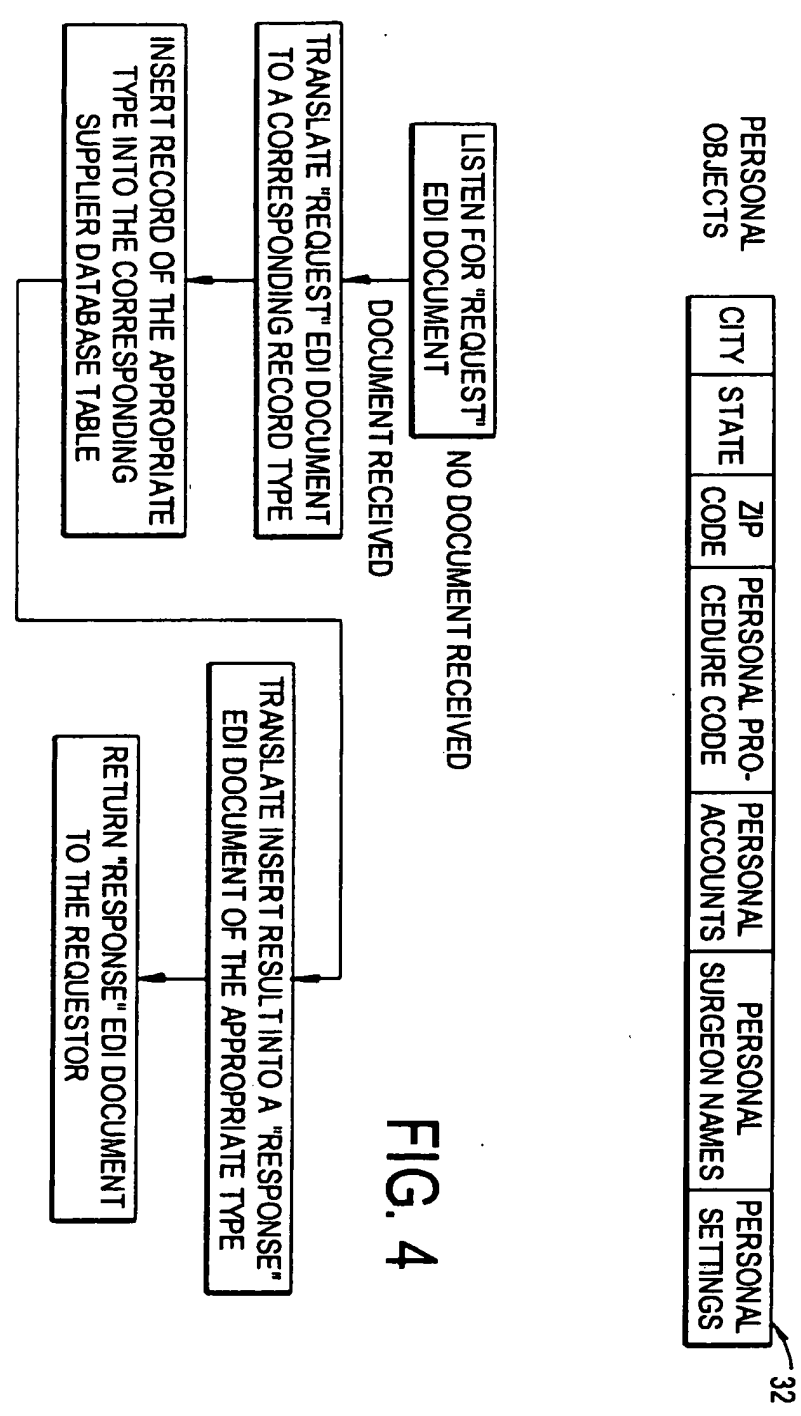 PERSONAL
OBJECTS
CITY
STATE
ZIP
CODE
PERSONAL PRO-
CEDURE CODE
PERSONAL
ACCOUNTS
PERSONAL
SURGEON NAMES
PERSONAL
SETTINGS
32
LISTEN FOR "REQUEST"
EDI DOCUMENT
NO DOCUMENT RECEIVED
DOCUMENT RECEIVED
TRANSLATE "REQUEST" EDI DOCUMENT
TO A CORRESPONDING RECORD TYPE
INSERT RECORD OF THE APPROPRIATE
TYPE INTO THE CORRESPONDING
SUPPLIER DATABASE TABLE
TRANSLATE INSERT RESULT INTO A "RESPONSE"
EDI DOCUMENT OF THE APPROPRIATE TYPE
RETURN "RESPONSE" EDI DOCUMENT
TO THE REQUESTOR
FIG. 4